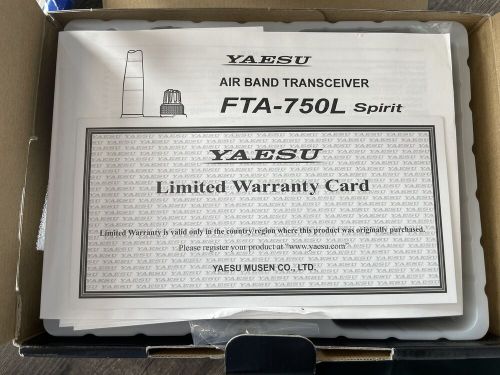 YAESU
AIR BAND TRANSCEIVER
FTA-750L Spirit
YAESU
Limited Warranty Card
Limited Warranty is valid only in the country/region where this product was originally purchased.
Please register your product at "www.yaesu.com"
YAESU MUSEN CO., LTD.